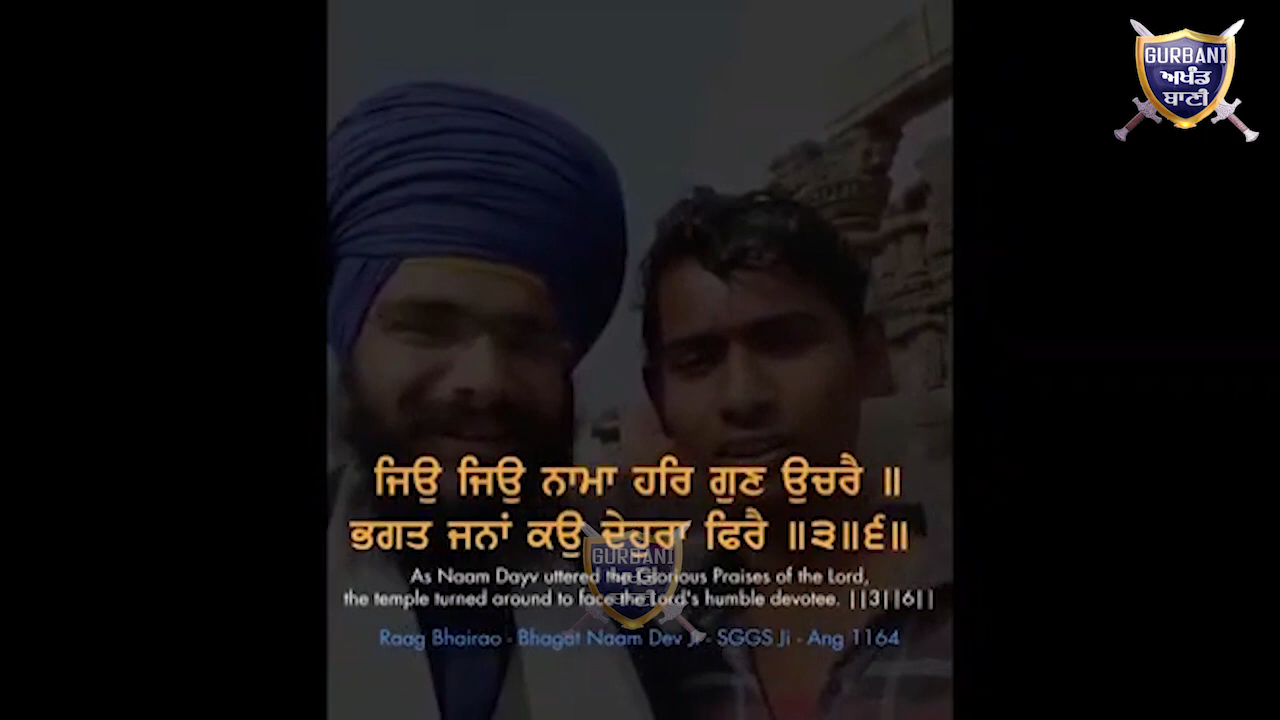 GURBANI
ਅਖੰਡ
ਬਾਣੀ
ਜਿਉ ਜਿਉ ਨਾਮਾ ਹਰਿ ਗੁਣ ਉਚਰੈ ॥
ਭਗਤ ਜਨਾਂ ਕਉ ਦੇਹੁਰਾ ਫਿਰੈ ॥੩॥੬॥
GURBANI
As Naam Dayv uttered the Glorious Praises of the Lord,
the temple turned around to face the Lord's humble devotee. ||3||6||
Raag Bhairao - Bhagat Naam Dev Ji - SGGS Ji - Ang 1164